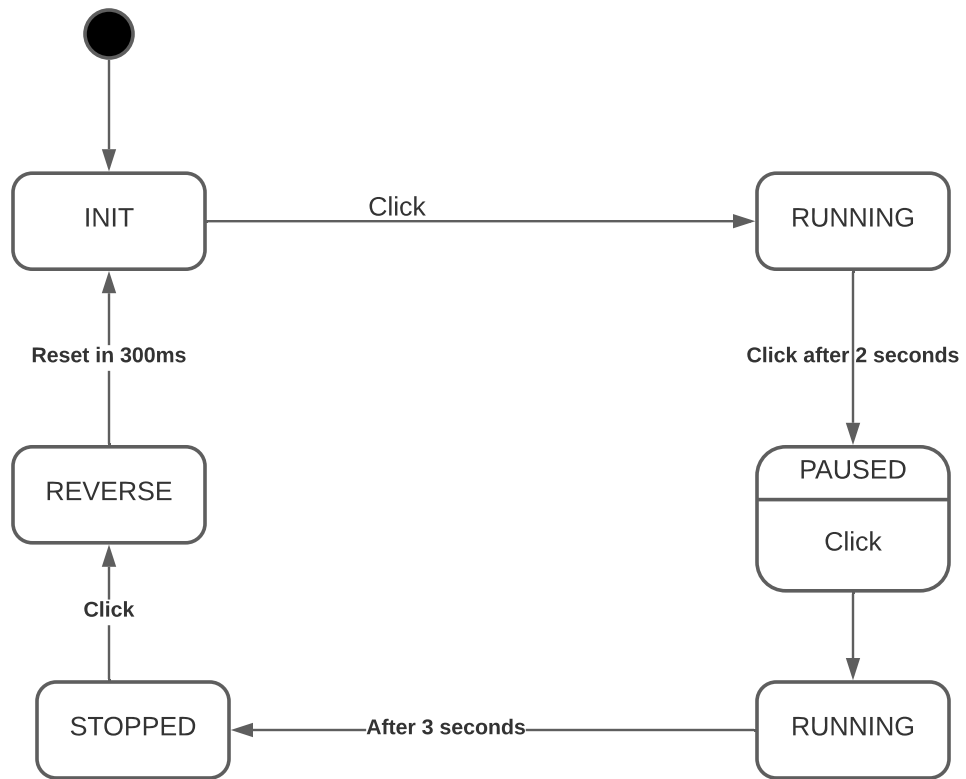 INIT
Click
RUNNING
Reset in 300ms
Click after 2 seconds
REVERSE
PAUSED
Click
Click
STOPPED
After 3 seconds
RUNNING